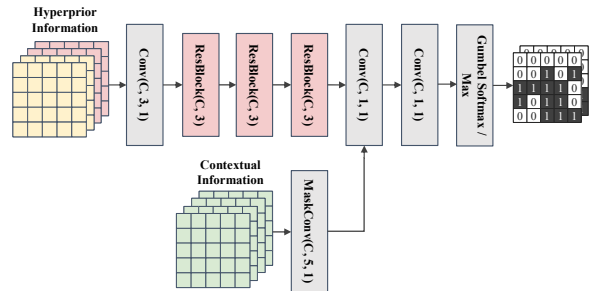 Hyperprior
Information
Conv(C, 3, 1)
ResBlock(C, 3)
ResBlock(C, 3)
ResBlock(C, 3)
Conv(C, 1, 1)
Conv(C, 1, 1)
Gumbel Softmax /
Max
0 0 0 0 0
0 0 1 0 1
1 1 1 1 0
1 0 1 1
0 0 1 1 1
Contextual
Information
MaskConv(C, 5, 1)